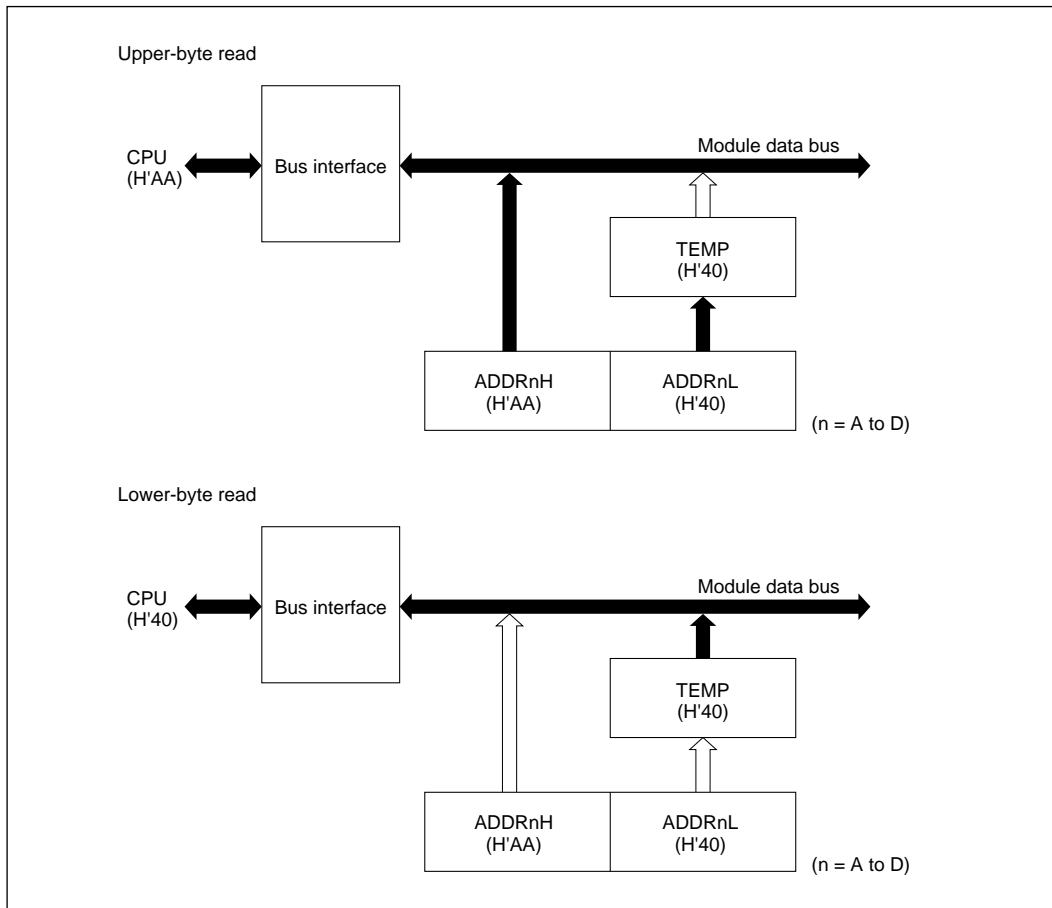 Upper-byte read
CPU
(H'AA)
Bus interface
Module data bus
TEMP
(H'40)
ADDRnH
(H'AA)
ADDRnL
(H'40)
(n = A to D)
Lower-byte read
CPU
(H'40)
Bus interface
Module data bus
TEMP
(H'40)
ADDRnH
(H'AA)
ADDRnL
(H'40)
(n = A to D)